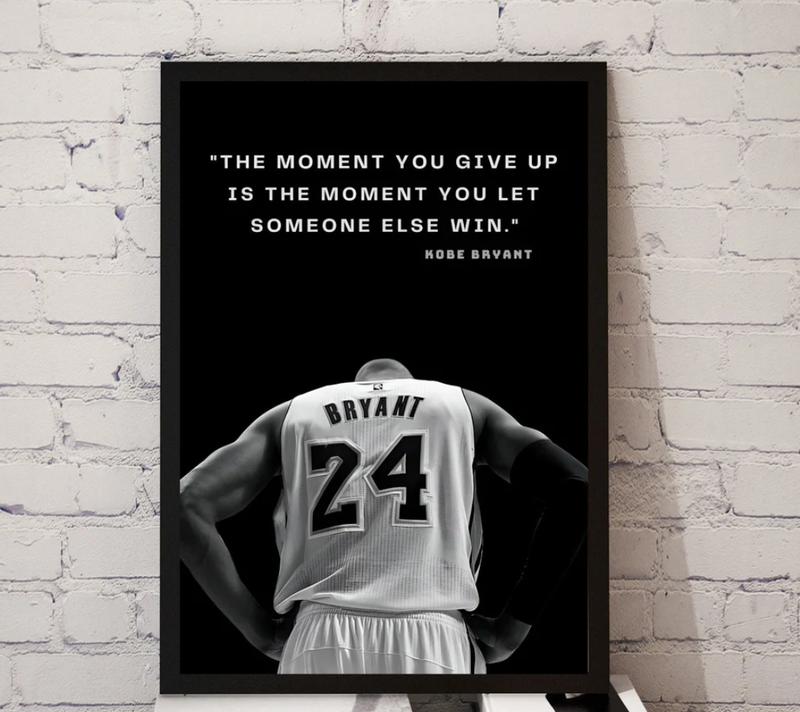 "THE MOMENT YOU GIVE UP
IS THE MOMENT YOU LET
SOMEONE ELSE WIN."
KOBE BRYANT
BRYANT
24